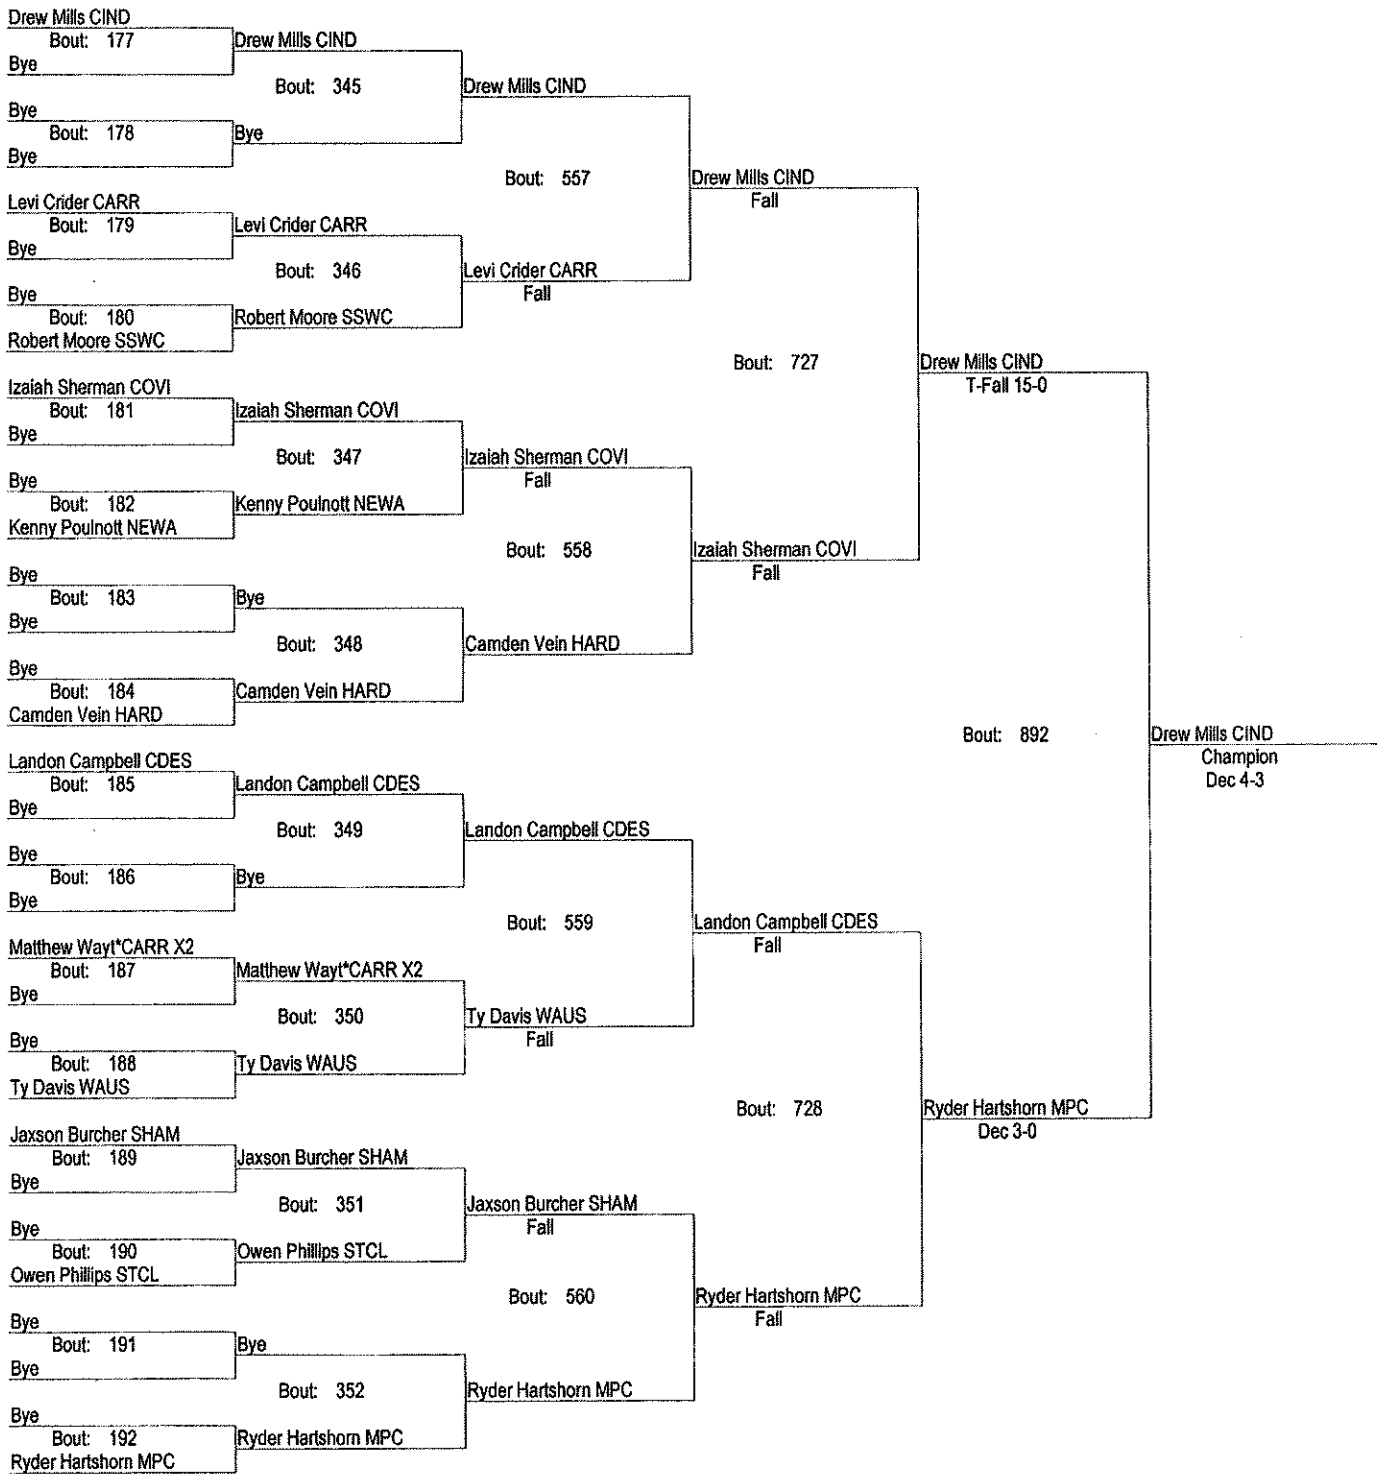 Drew Mills CIND
Bout: 177
Bye
Drew Mills CIND
Bout: 345
Bye
Bout: 178
Bye
Bye
Drew Mills CIND
Bout: 557
Levi Crider CARR
Bout: 179
Bye
Levi Crider CARR
Bout: 346
Bye
Bout: 180
Robert Moore SSWC
Robert Moore SSWC
Levi Crider CARR
Fall
Drew Mills CIND
Fall
Bout: 727
Izaiah Sherman COVI
Bout: 181
Bye
Izaiah Sherman COVI
Bout: 347
Bye
Bout: 182
Kenny Poulnott NEWA
Kenny Poulnott NEWA
Izaiah Sherman COVI
Fall
Bout: 558
Bye
Bout: 183
Bye
Bye
Bout: 348
Bye
Bout: 184
Camden Vein HARD
Camden Vein HARD
Camden Vein HARD
Izaiah Sherman COVI
Fall
Drew Mills CIND
T-Fall 15-0
Bout: 892
Drew Mills CIND
Champion
Dec 4-3
Landon Campbell CDES
Bout: 185
Bye
Landon Campbell CDES
Bout: 349
Bye
Bout: 186
Bye
Bye
Landon Campbell CDES
Bout: 559
Matthew Wayt*CARR X2
Bout: 187
Bye
Matthew Wayt*CARR X2
Bout: 350
Bye
Bout: 188
Ty Davis WAUS
Ty Davis WAUS
Ty Davis WAUS
Fall
Landon Campbell CDES
Fall
Bout: 728
Jaxson Burcher SHAM
Bout: 189
Bye
Jaxson Burcher SHAM
Bout: 351
Bye
Bout: 190
Owen Phillips STCL
Owen Phillips STCL
Jaxson Burcher SHAM
Fall
Bout: 560
Bye
Bout: 191
Bye
Bye
Bout: 352
Bye
Bout: 192
Ryder Hartshorn MPC
Ryder Hartshorn MPC
Ryder Hartshorn MPC
Ryder Hartshorn MPC
Fall
Ryder Hartshorn MPC
Dec 3-0